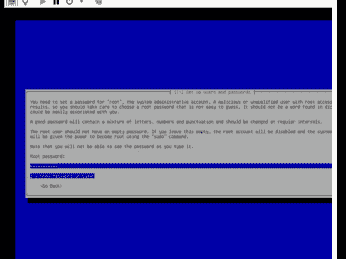 [!!] Set up users and passwords
You need to set a password for 'root', the system administrative account. A malicious or unqualified user with root access
results, so you should take care to choose a root password that is not easy to guess. It should not be a word found in di
could be easily associated with you.
A good password will contain a mixture of letters, numbers and punctuation and should be changed at regular intervals.
The root user should not have an empty password. If you leave this empty, the root account will be disabled and the
will be given the power to become root using the "sudo" command.
Note that you will not be able to see the password as you type it.
Root password:
<Go Back>